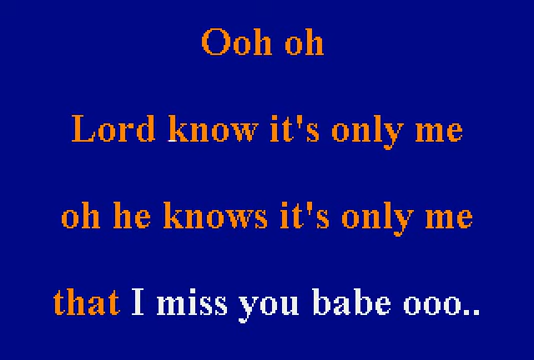 Ooh oh
Lord know it's only me
oh he knows it's only me
that I miss you babe ooo..